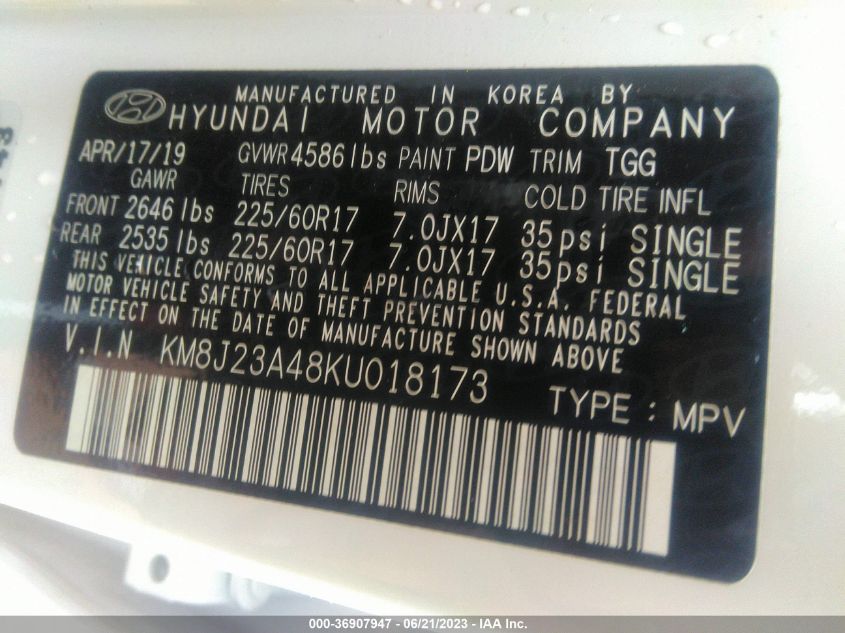 MANUFACTURED IN KOREA BY
HYUNDAI MOTOR COMPANY
APR/17/19 GVWR 4586 lbs PAINT PDW TRIM TGG
GAWR TIRES RIMS COLD TIRE INFL
FRONT 2646 lbs 225/60R17 7.0JX17 35psi SINGLE
REAR 2535 lbs 225/60R17 7.0JX17 35psi SINGLE
THIS VEHICLE CONFORMS TO ALL APPLICABLE U.S.A. FEDERAL
MOTOR VEHICLE SAFETY AND THEFT PREVENTION STANDARDS
IN EFFECT ON THE DATE OF MANUFACTURE SHOWN ABOVE
V.I.N KM8J23A48KU018173
TYPE : MPV
000-36907947 - 06/21/2023 - IAA Inc.